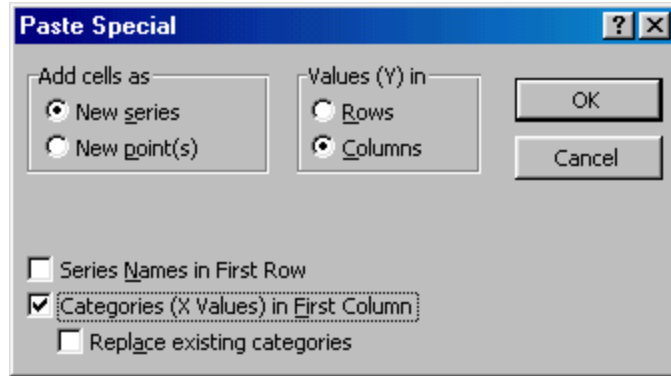 Paste Special
Add cells as
New series
New point(s)
Values (Y) in
Rows
Columns
OK
Cancel
Series Names in First Row
Categories (X Values) in First Column
Replace existing categories